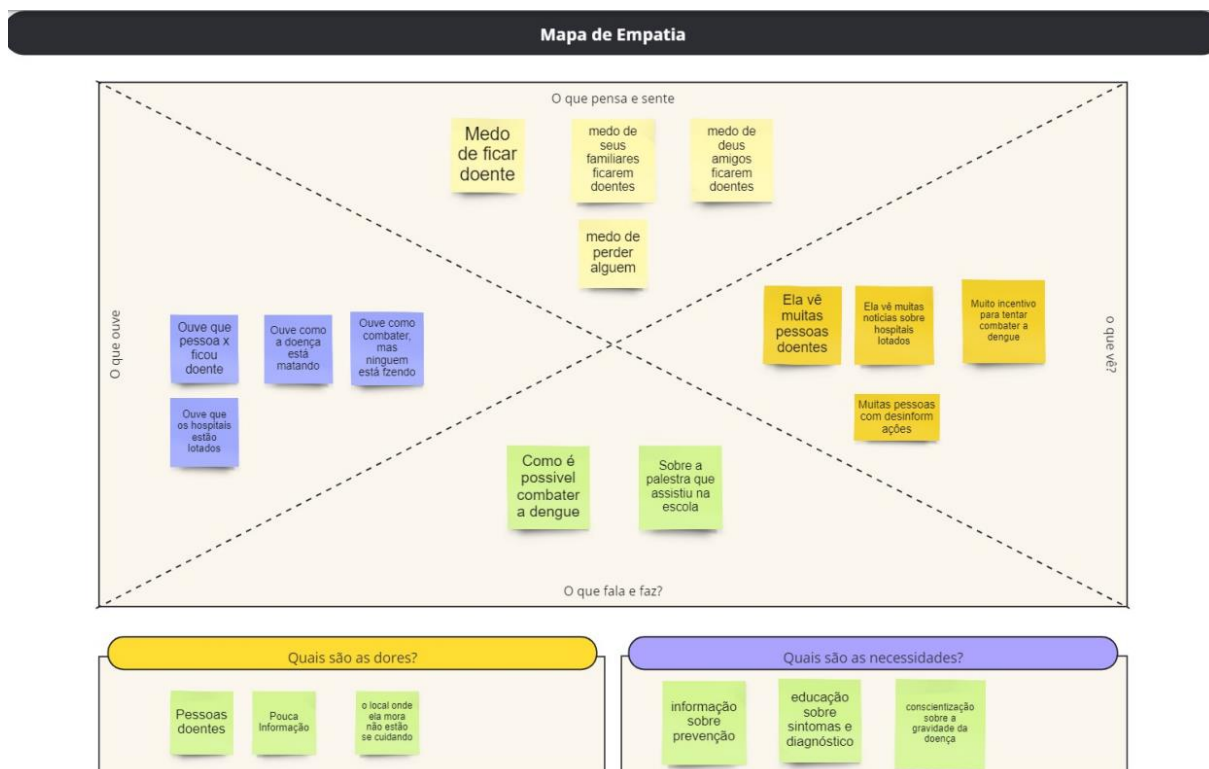 Mapa de Empatia
O que pensa e sente
Medo
de ficar
doente
medo de
seus
familiares
ficarem
doentes
medo de
deus
amigos
ficarem
doentes
medo de
perder
alguem
O que ouve
Ouve que
pessoa x
ficou
doente
Ouve como
a doença
está
matando
Ouve como
combater,
mas
ninguem
está fzendo
Ouve que
os hospitais
estão
lotados
Ela vê
muitas
pessoas
doentes
Ela vê muitas
noticias sobre
hospitais
lotados
Muito incentivo
para tentar
combater a
dengue
Muitas pessoas
com desinform
ações
o que vê?
Como é
possivel
combater
a dengue
Sobre a
palestra que
assistiu na
escola
O que fala e faz?
Quais são as dores?
Pessoas
doentes
Pouca
Informação
o local onde
ela mora
não estão
se cuidando
Quais são as necessidades?
informação
sobre
prevenção
educação
sobre
sintomas e
diagnóstico
conscientização
sobre a
gravidade da
doença